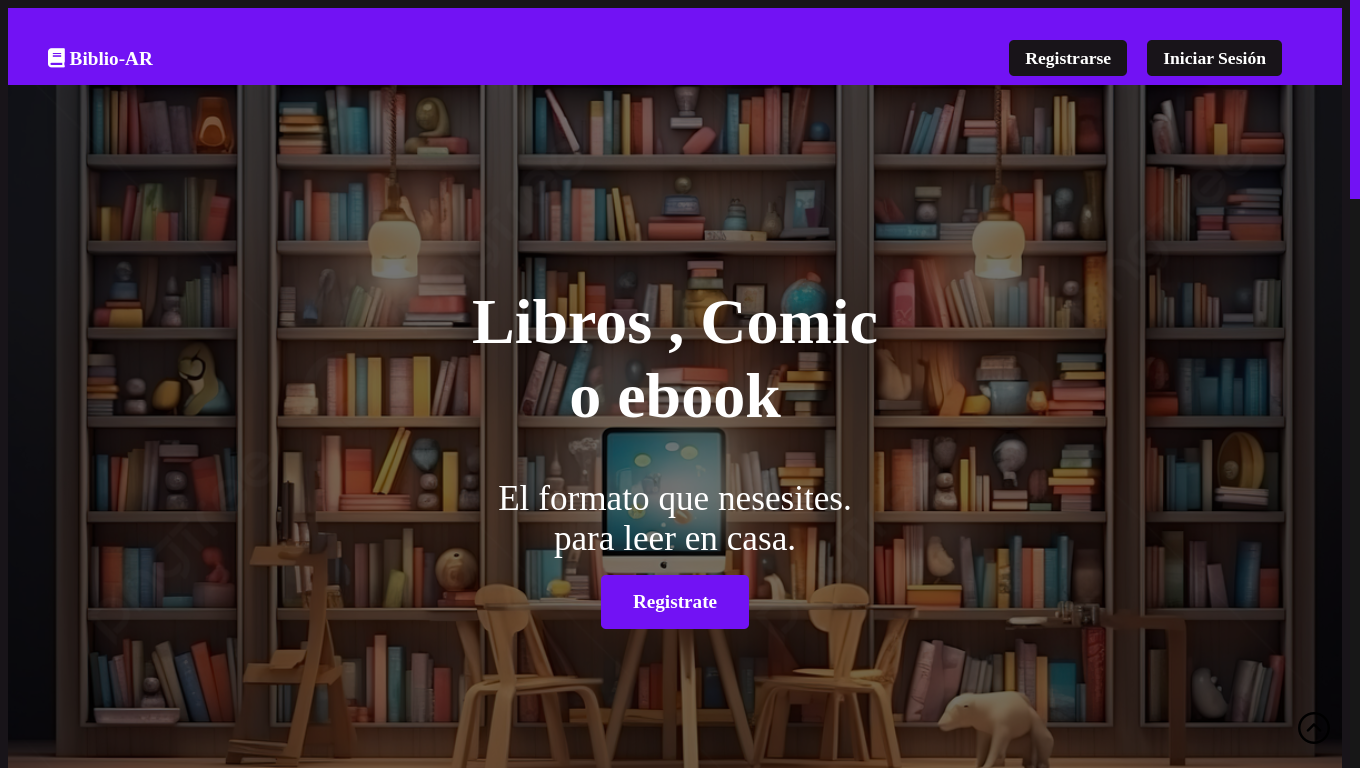 Biblio-AR
Registrarse
Iniciar Sesión
Libros , Comic
o ebook
El formato que nesesites.
para leer en casa.
Registrate